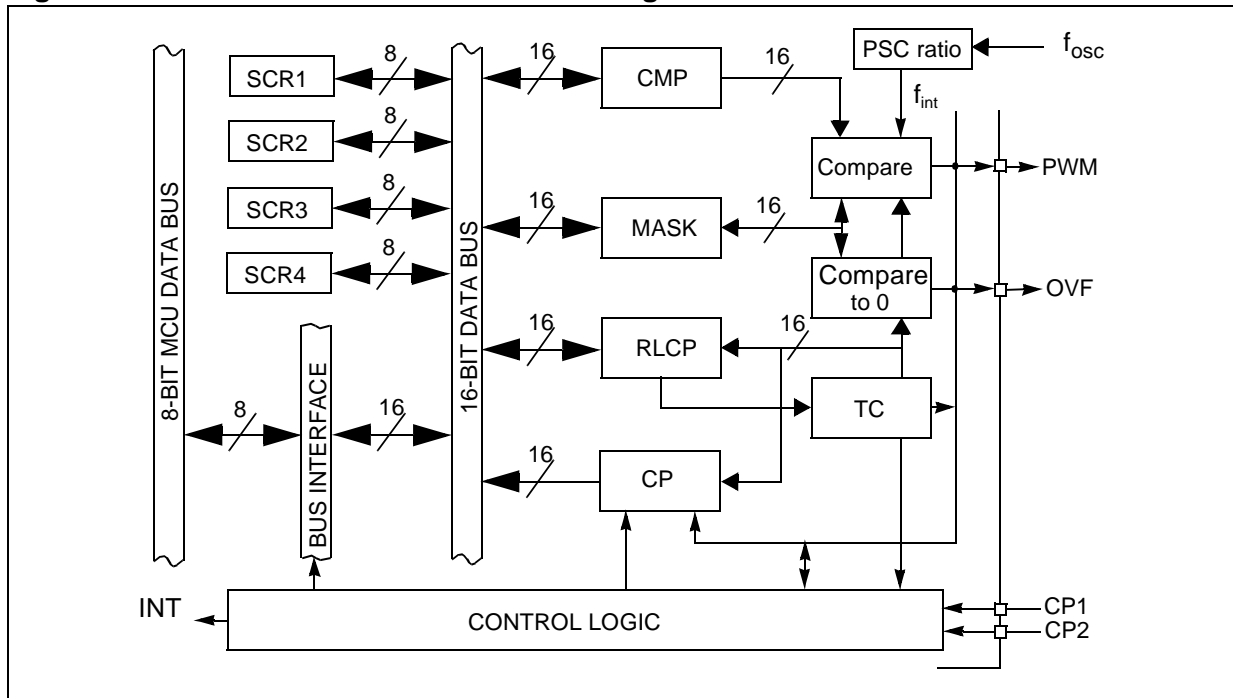 8-BIT MCU DATA BUS
SCR1
8
SCR2
8
SCR3
8
SCR4
8
BUS INTERFACE
8
16
16-BIT DATA BUS
16
CMP
16
PSC ratio
fosc
fint
Compare
PWM
16
MASK
16
Compare
to 0
OVF
16
RLCP
16
TC
16
CP
INT
CONTROL LOGIC
CP1
CP2